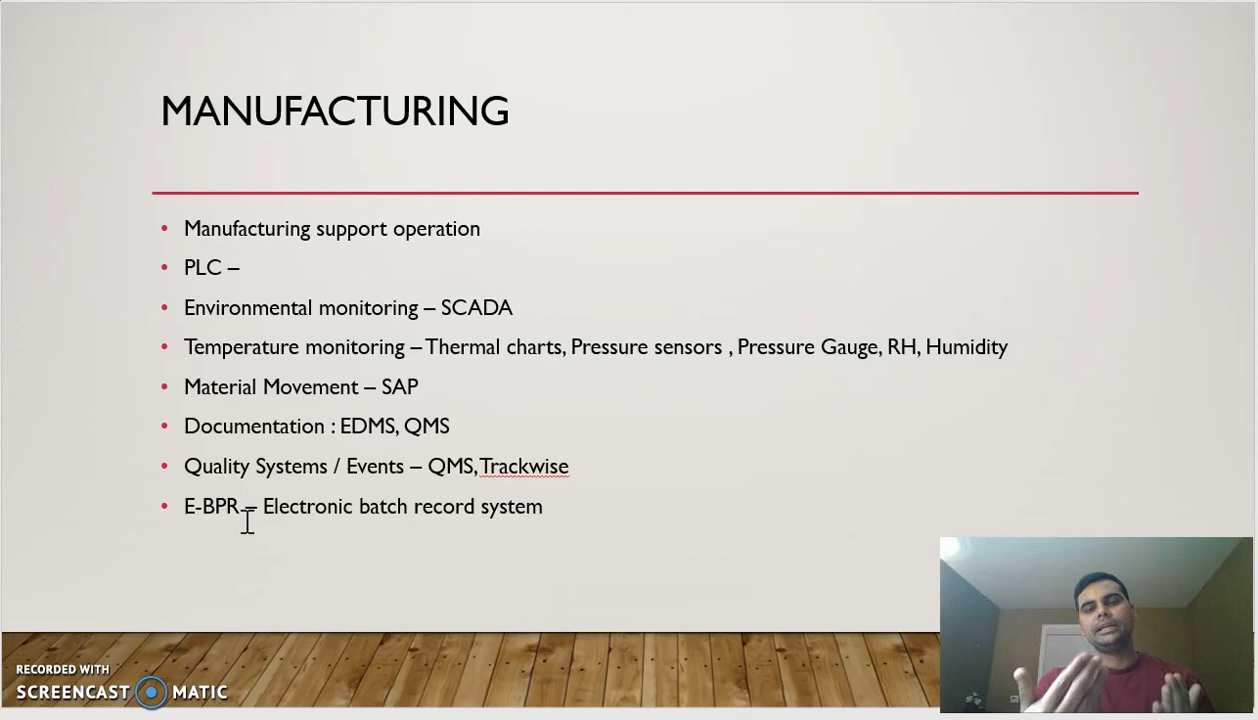 MANUFACTURING
• Manufacturing support operation
• PLC –
• Environmental monitoring – SCADA
• Temperature monitoring – Thermal charts, Pressure sensors , Pressure Gauge, RH, Humidity
• Material Movement – SAP
• Documentation : EDMS, QMS
• Quality Systems / Events – QMS, Trackwise
• E-BPR – Electronic batch record system
RECORDED WITH
SCREENCAST MATIC